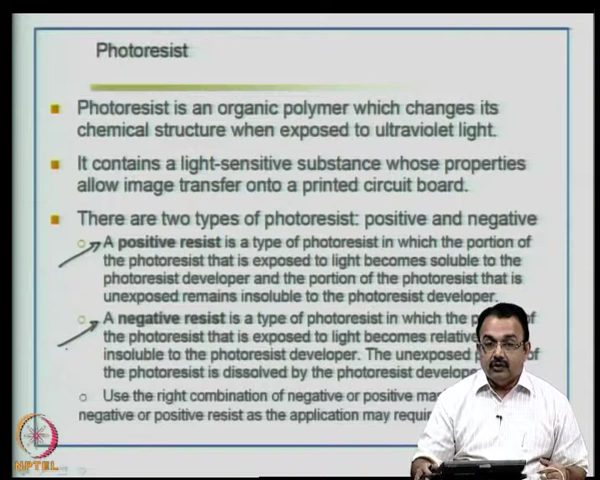 Photoresist
Photoresist is an organic polymer which changes its
chemical structure when exposed to ultraviolet light.
It contains a light-sensitive substance whose properties
allow image transfer onto a printed circuit board.
There are two types of photoresist: positive and negative
A positive resist is a type of photoresist in which the portion of
the photoresist that is exposed to light becomes soluble to the
photoresist developer and the portion of the photoresist that is
unexposed remains insoluble to the photoresist developer.
A negative resist is a type of photoresist in which the of
the photoresist that is exposed to light becomes
insoluble to the photoresist developer. The unexposed of
the photoresist is dissolved by the photoresist
Use the right combination of negative or positive
negative or positive resist as the application may
NPTEL